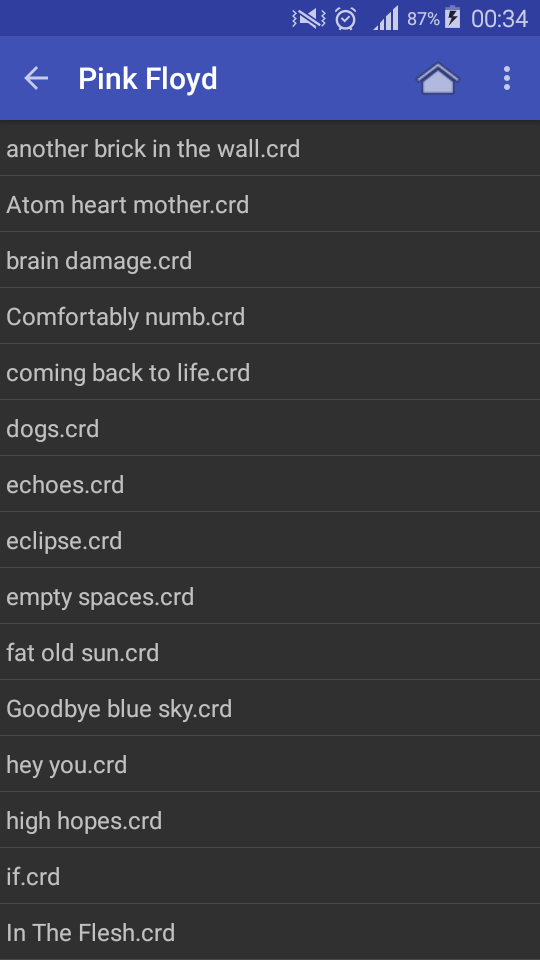 87% 00:34
Pink Floyd
another brick in the wall.crd
Atom heart mother.crd
brain damage.crd
Comfortably numb.crd
coming back to life.crd
dogs.crd
echoes.crd
eclipse.crd
empty spaces.crd
fat old sun.crd
Goodbye blue sky.crd
hey you.crd
high hopes.crd
if.crd
In The Flesh.crd